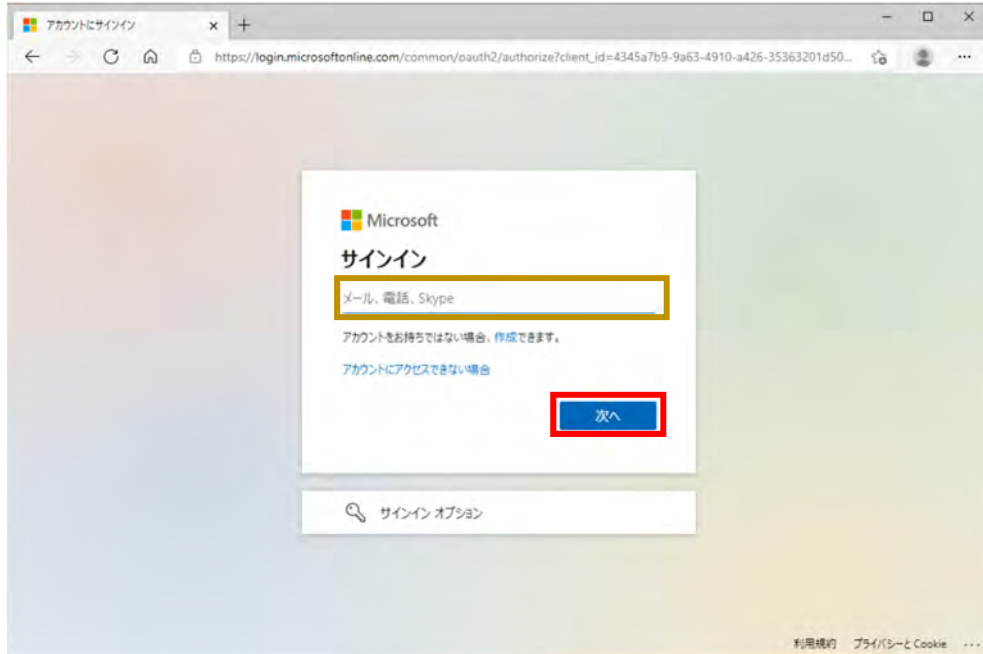 アカウントにサインイン
https://login.microsoftonline.com/common/oauth2/authorize?client_id=4345a7b9-9a63-4910-a426-35363201d50...
Microsoft
サインイン
メール、電話、Skype
アカウントをお持ちではない場合、作成できます。
アカウントにアクセスできない場合
次へ
サインイン オプション
利用規約 プライバシーと Cookie ...